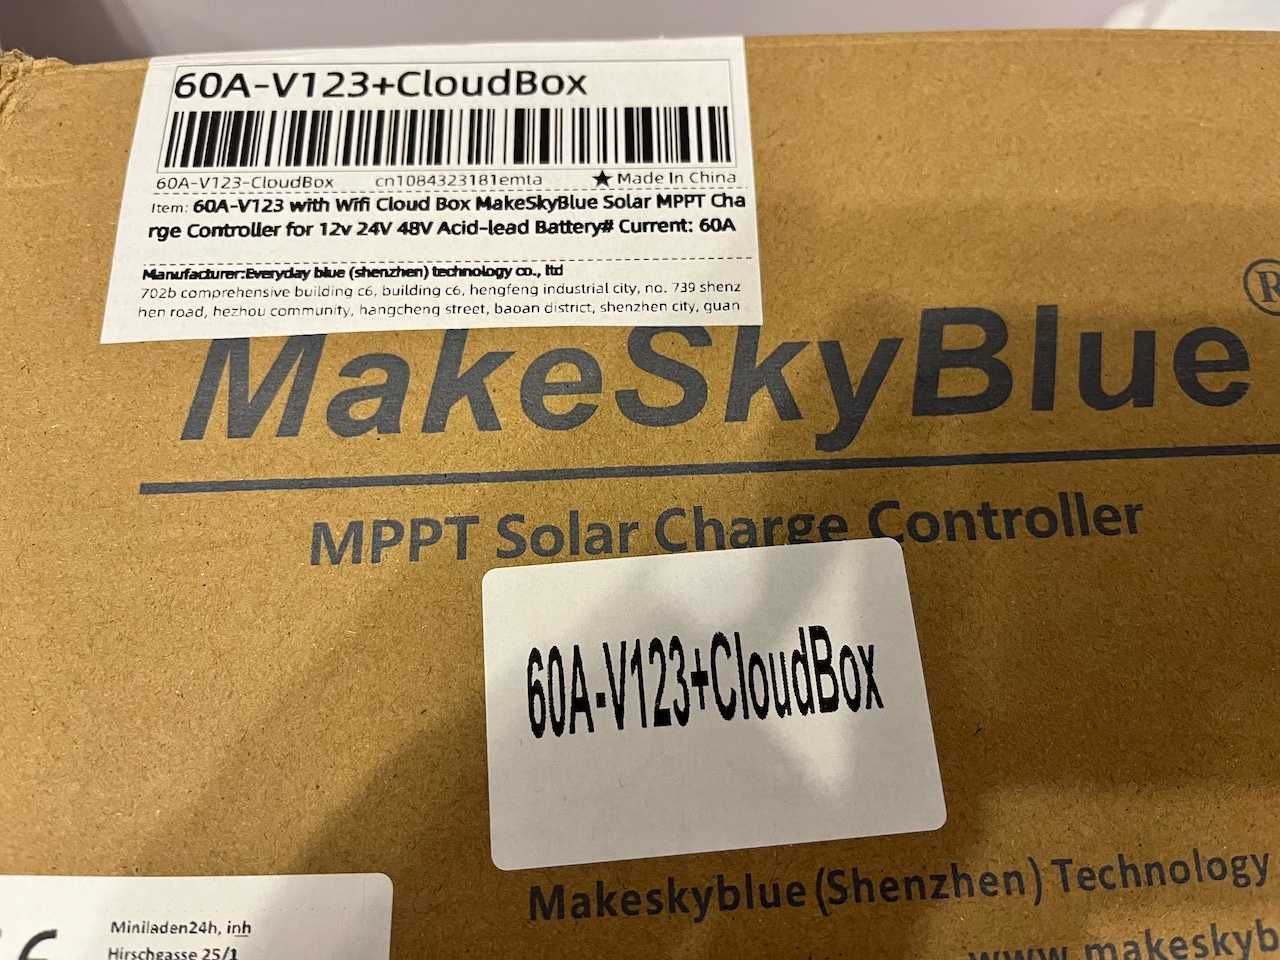 60A-V123+CloudBox
60A-V123-CloudBox cn1084323181emta ★ Made In China
Item: 60A-V123 with Wifi Cloud Box MakeSkyBlue Solar MPPT Cha
rge Controller for 12v 24V 48V Acid-lead Battery# Current: 60A
Manufacturer:Everyday blue (shenzhen) technology co., ltd
702b comprehensive building c6, building c6, hengfeng industrial city, no. 739 shenz
hen road, hezhou community, hangcheng street, baoan district, shenzhen city, guan
MakeSkyBlue®
MPPT Solar Charge Controller
60A-V123+CloudBox
Makeskyblue (Shenzhen) Technology
www.makeskyb
Miniladen24h, inh
Hirschgasse 25/1